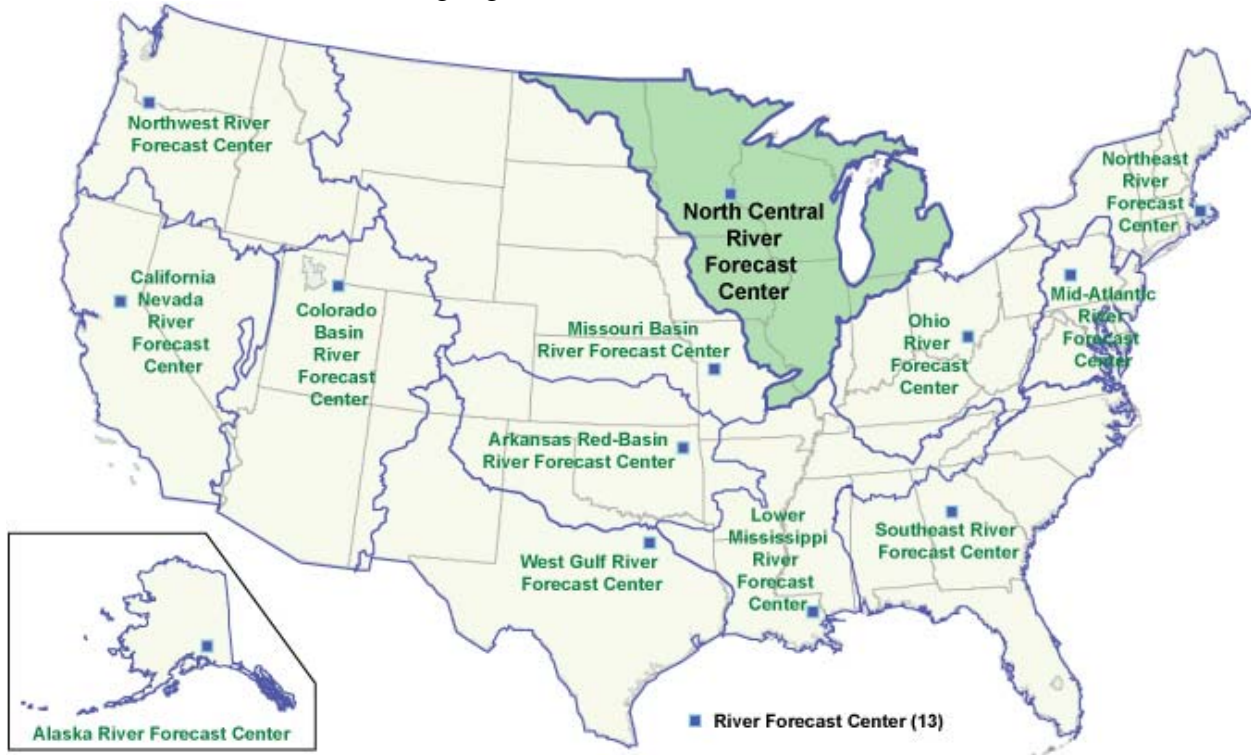 Northwest River
Forecast Center
North Central
River
Forecast
Center
Northeast
River
Forecast
Center
California
Nevada
River
Forecast
Center
Colorado
Basin
River
Forecast
Center
Missouri Basin
River Forecast Center
Ohio
River
Forecast
Center
Mid-Atlantic
River
Forecast
Center
Arkansas Red-Basin
River Forecast Center
West Gulf River
Forecast Center
Lower
Mississippi
River
Forecast
Center
Southeast River
Forecast Center
Alaska River Forecast Center
River Forecast Center (13)